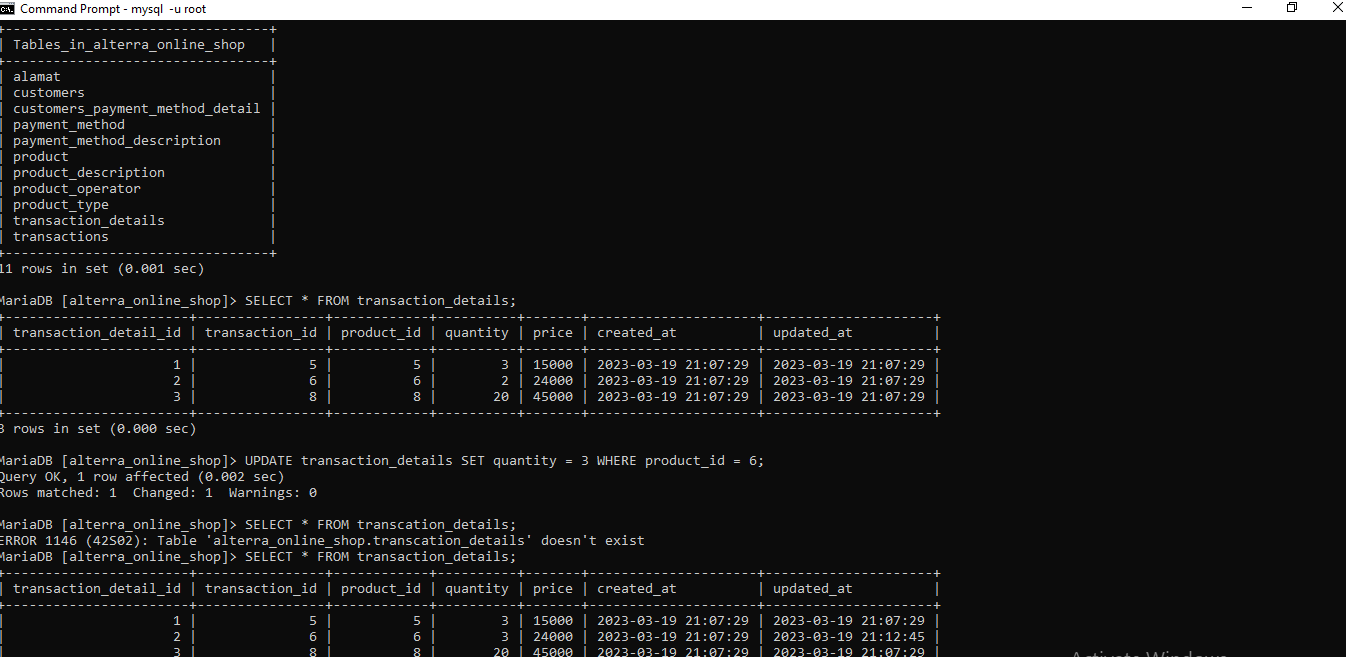 Command Prompt - mysql -u root
+---------------------------------+
| Tables_in_alterra_online_shop   |
+---------------------------------+
| alamat                          |
| customers                       |
| customers_payment_method_detail |
| payment_method                  |
| payment_method_description      |
| product                         |
| product_description             |
| product_operator                |
| product_type                    |
| transaction_details             |
| transactions                    |
+---------------------------------+
11 rows in set (0.001 sec)
MariaDB [alterra_online_shop]> SELECT * FROM transaction_details;
+-----------------------+----------------+------------+----------+-------+---------------------+---------------------+
| transaction_detail_id | transaction_id | product_id | quantity | price | created_at          | updated_at          |
+-----------------------+----------------+------------+----------+-------+---------------------+---------------------+
|                     1 |              5 |          5 |        3 | 15000 | 2023-03-19 21:07:29 | 2023-03-19 21:07:29 |
|                     2 |              6 |          6 |        2 | 24000 | 2023-03-19 21:07:29 | 2023-03-19 21:07:29 |
|                     3 |              8 |          8 |       20 | 45000 | 2023-03-19 21:07:29 | 2023-03-19 21:07:29 |
+-----------------------+----------------+------------+----------+-------+---------------------+---------------------+
3 rows in set (0.000 sec)
MariaDB [alterra_online_shop]> UPDATE transaction_details SET quantity = 3 WHERE product_id = 6;
Query OK, 1 row affected (0.002 sec)
Rows matched: 1  Changed: 1  Warnings: 0
MariaDB [alterra_online_shop]> SELECT * FROM transcation_details;
ERROR 1146 (42S02): Table 'alterra_online_shop.transcation_details' doesn't exist
MariaDB [alterra_online_shop]> SELECT * FROM transaction_details;
+-----------------------+----------------+------------+----------+-------+---------------------+---------------------+
| transaction_detail_id | transaction_id | product_id | quantity | price | created_at          | updated_at          |
+-----------------------+----------------+------------+----------+-------+---------------------+---------------------+
|                     1 |              5 |          5 |        3 | 15000 | 2023-03-19 21:07:29 | 2023-03-19 21:07:29 |
|                     2 |              6 |          6 |        3 | 24000 | 2023-03-19 21:07:29 | 2023-03-19 21:12:45 |
|                     3 |              8 |          8 |       20 | 45000 | 2023-03-19 21:07:29 | 2023-03-19 21:07:29 |
Activate Windows